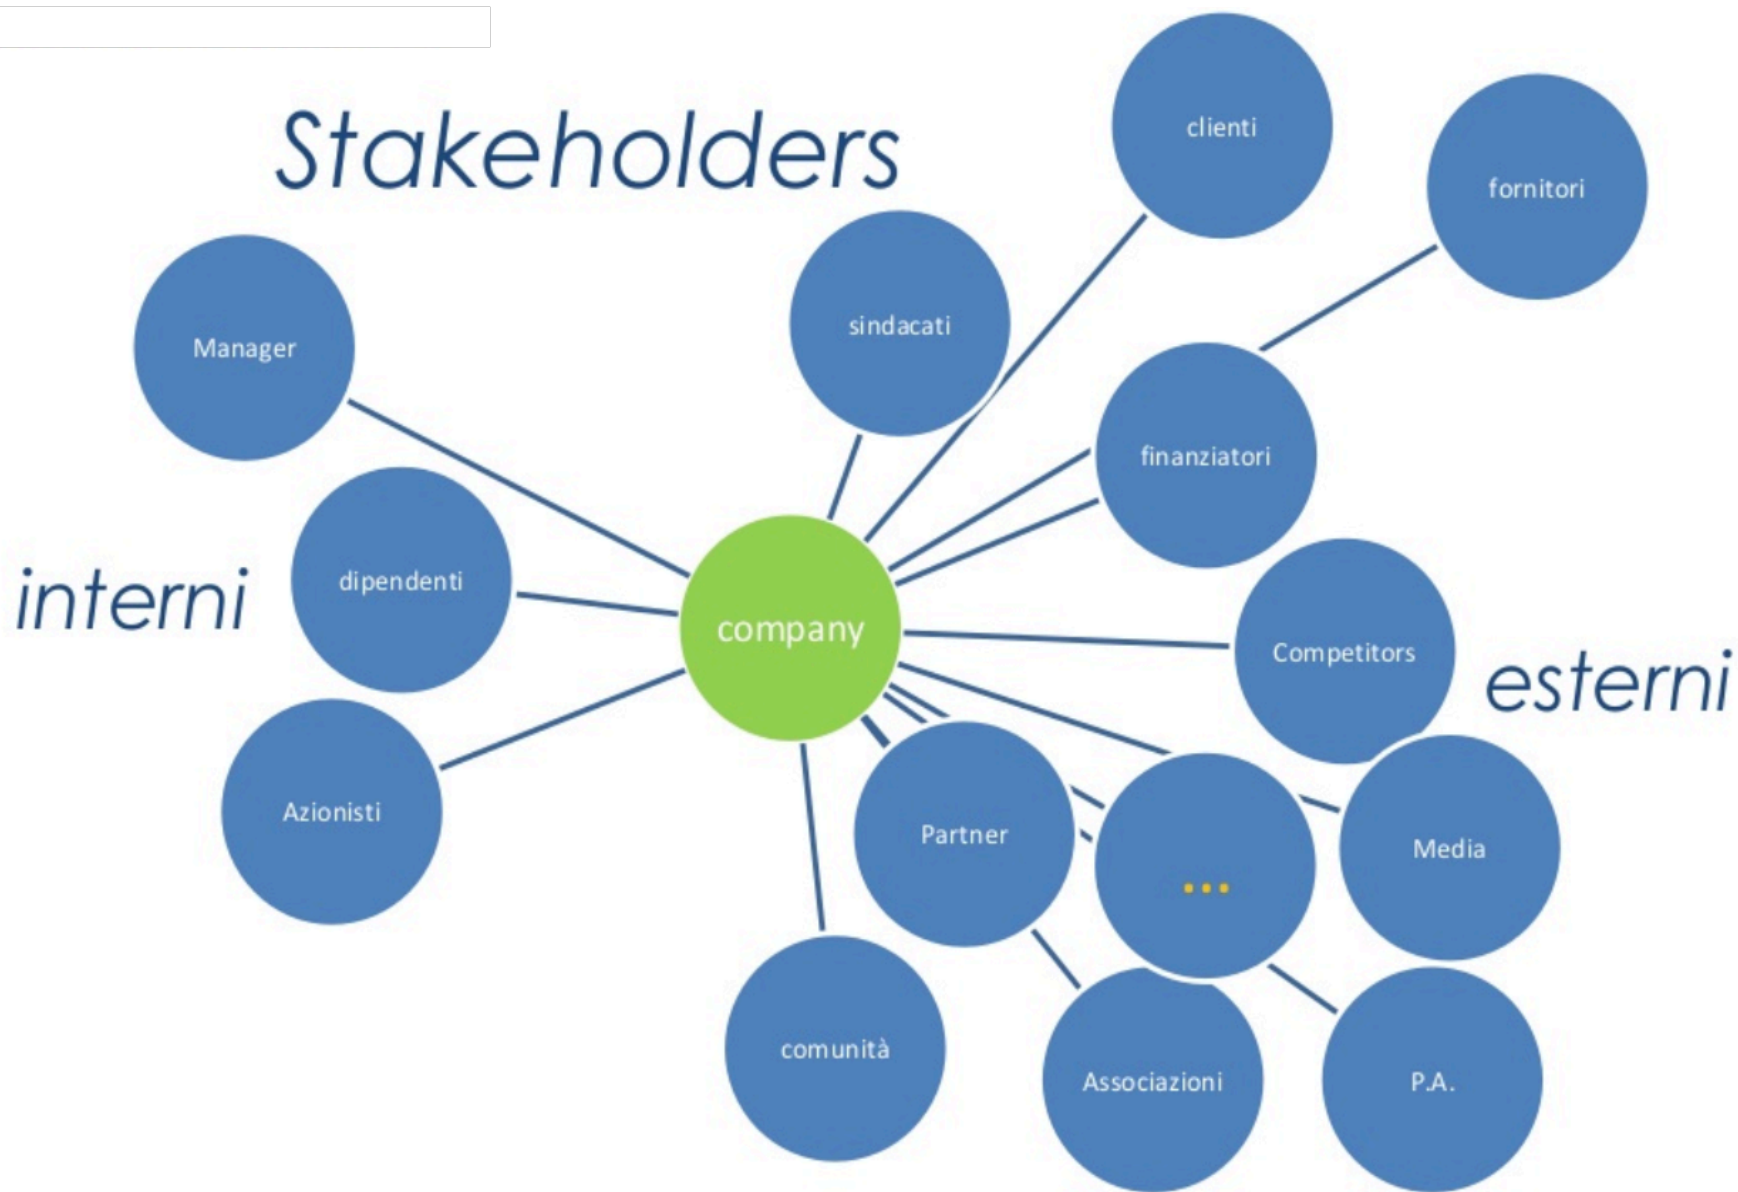 Stakeholders
clienti
fornitori
sindacati
Manager
finanziatori
interni
dipendenti
company
Competitors
esterni
Azionisti
Partner
...
Media
comunità
Associazioni
P.A.